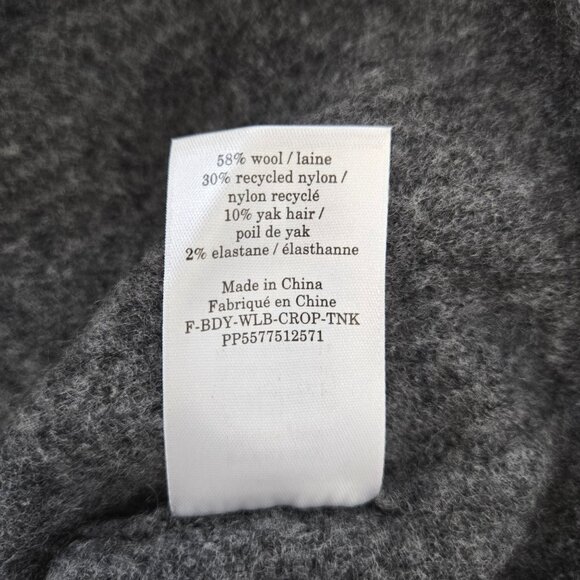 58% wool / laine
30% recycled nylon /
nylon recyclé
10% yak hair /
poil de yak
2% elastane / élasthanne
Made in China
Fabriqué en Chine
F-BDY-WLB-CROP-TNK
PP5577512571